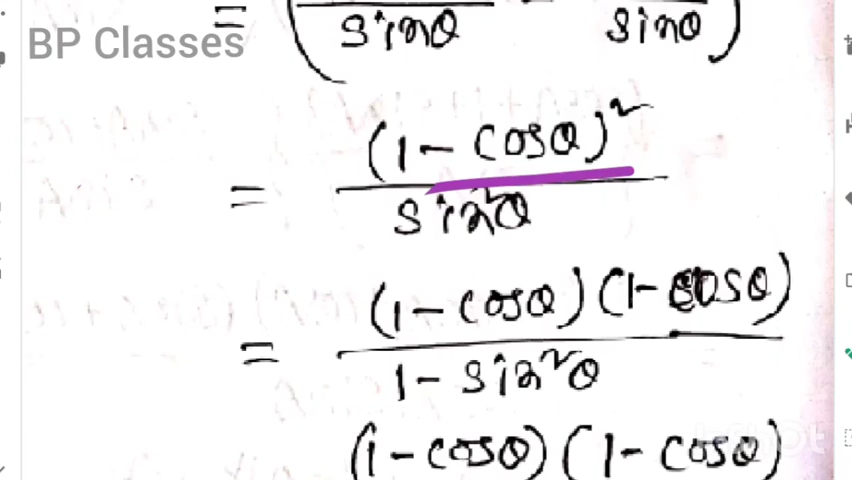 = ( / sinθ - / sinθ )
BP Classes
= (1 - cosθ)² / sin²θ
= (1 - cosθ)(1 - cosθ) / 1 - sin²θ
(1 - cosθ)(1 - cosθ)